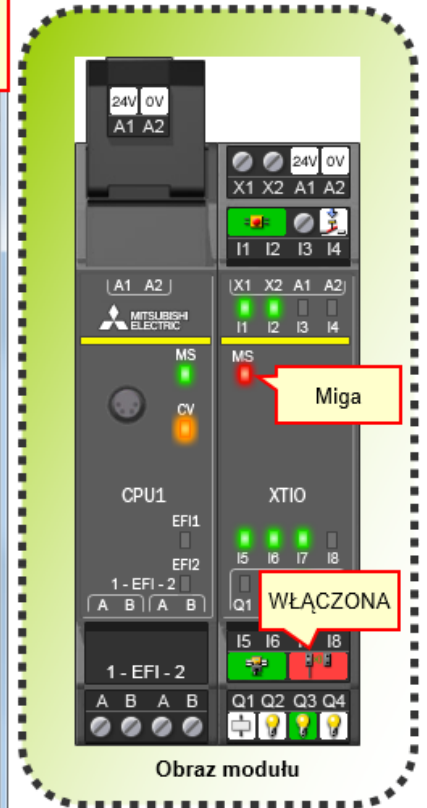 24V 0V
A1 A2
24V 0V
X1 X2 A1 A2
I1 I2 I3 I4
A1 A2
X1 X2 A1 A2
MITSUBISHI
ELECTRIC
I1 I2 I3 I4
MS
MS
Miga
CV
CPU1
XTIO
EFI1
EFI2
I5 I6 I7 I8
1 - EFI - 2
A B A B
Q1
WŁĄCZONA
I5 I6 I8
1 - EFI - 2
A B A B
Q1 Q2 Q3 Q4
Obraz modułu